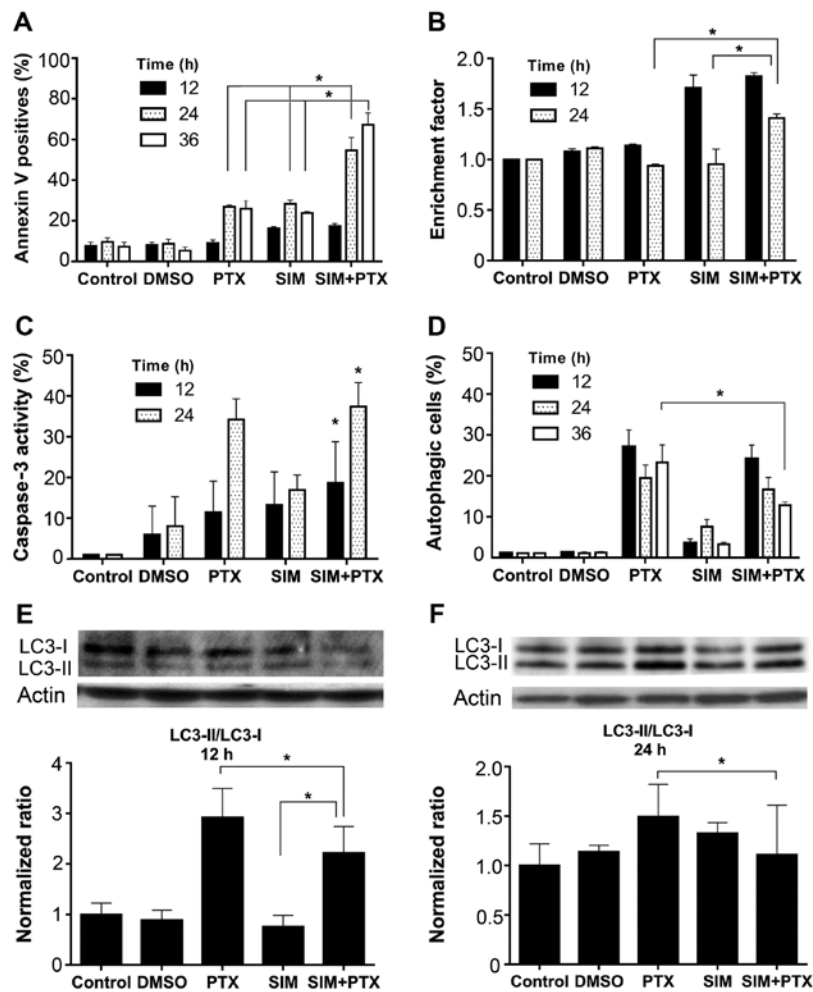 A
Annexin V positives (%)
Time (h)
12
24
36
100
80
60
40
20
0
*
*
Control DMSO PTX SIM SIM+PTX
B
Enrichment factor
Time (h)
12
24
2.0
1.5
1.0
0.0
*
*
Control DMSO PTX SIM SIM+PTX
C
Caspase-3 activity (%)
Time (h)
12
24
50
40
30
20
10
0
*
*
Control DMSO PTX SIM SIM+PTX
D
Autophagic cells (%)
Time (h)
12
24
36
50
40
30
20
10
0
*
Control DMSO PTX SIM SIM+PTX
E
LC3-I
LC3-II
Actin
LC3-II/LC3-I
12 h
Normalized ratio
4
3
2
1
0
*
*
Control DMSO PTX SIM SIM+PTX
F
LC3-I
LC3-II
Actin
LC3-II/LC3-I
24 h
Normalized ratio
2.0
1.5
1.0
0.5
0.0
*
Control DMSO PTX SIM SIM+PTX